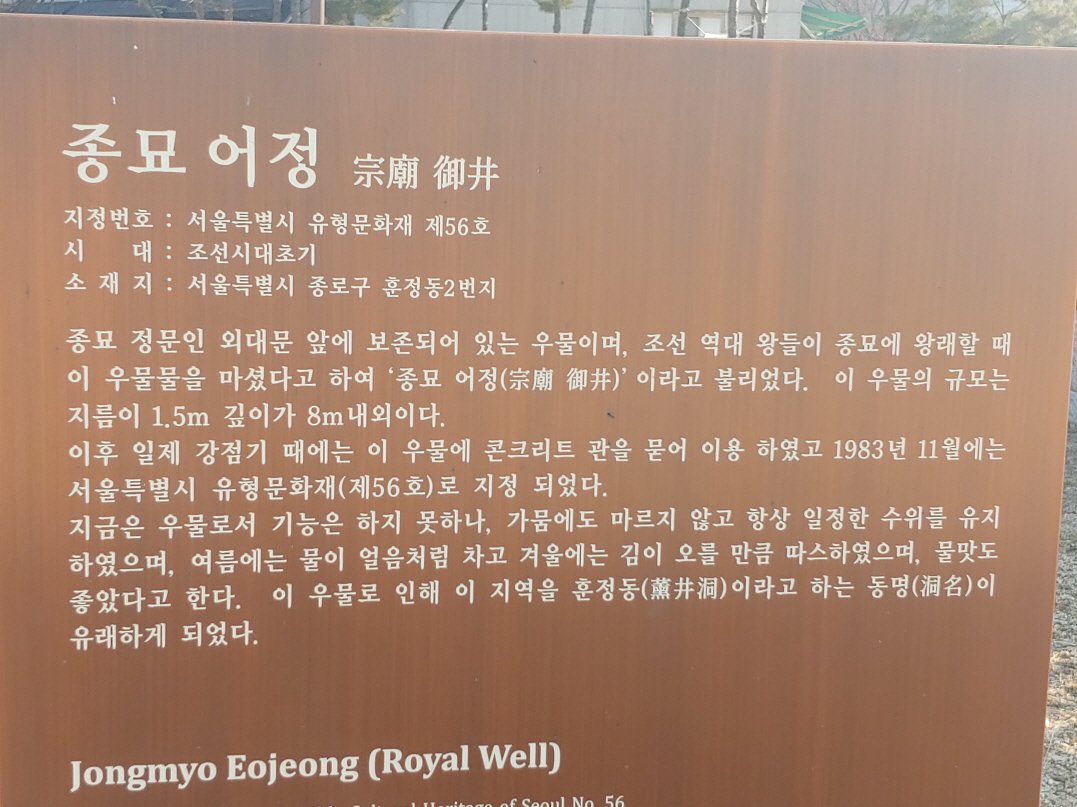 종묘 어정 宗廟 御井
지정번호 : 서울특별시 유형문화재 제56호
시 대 : 조선시대초기
소 재 지 : 서울특별시 종로구 훈정동2번지
종묘 정문인 외대문 앞에 보존되어 있는 우물이며, 조선 역대 왕들이 종묘에 왕래할 때
이 우물물을 마셨다고 하여 ‘종묘 어정(宗廟 御井)’ 이라고 불리었다. 이 우물의 규모는
지름이 1.5m 깊이가 8m내외이다.
이후 일제 강점기 때에는 이 우물에 콘크리트 관을 묻어 이용 하였고 1983년 11월에는
서울특별시 유형문화재(제56호)로 지정 되었다.
지금은 우물로서 기능은 하지 못하나, 가뭄에도 마르지 않고 항상 일정한 수위를 유지
하였으며, 여름에는 물이 얼음처럼 차고 겨울에는 김이 오를 만큼 따스하였으며, 물맛도
좋았다고 한다. 이 우물로 인해 이 지역을 훈정동(薰井洞)이라고 하는 동명(洞名)이
유래하게 되었다.
Jongmyo Eojeong (Royal Well)
Cultural Heritage of Seoul No. 56